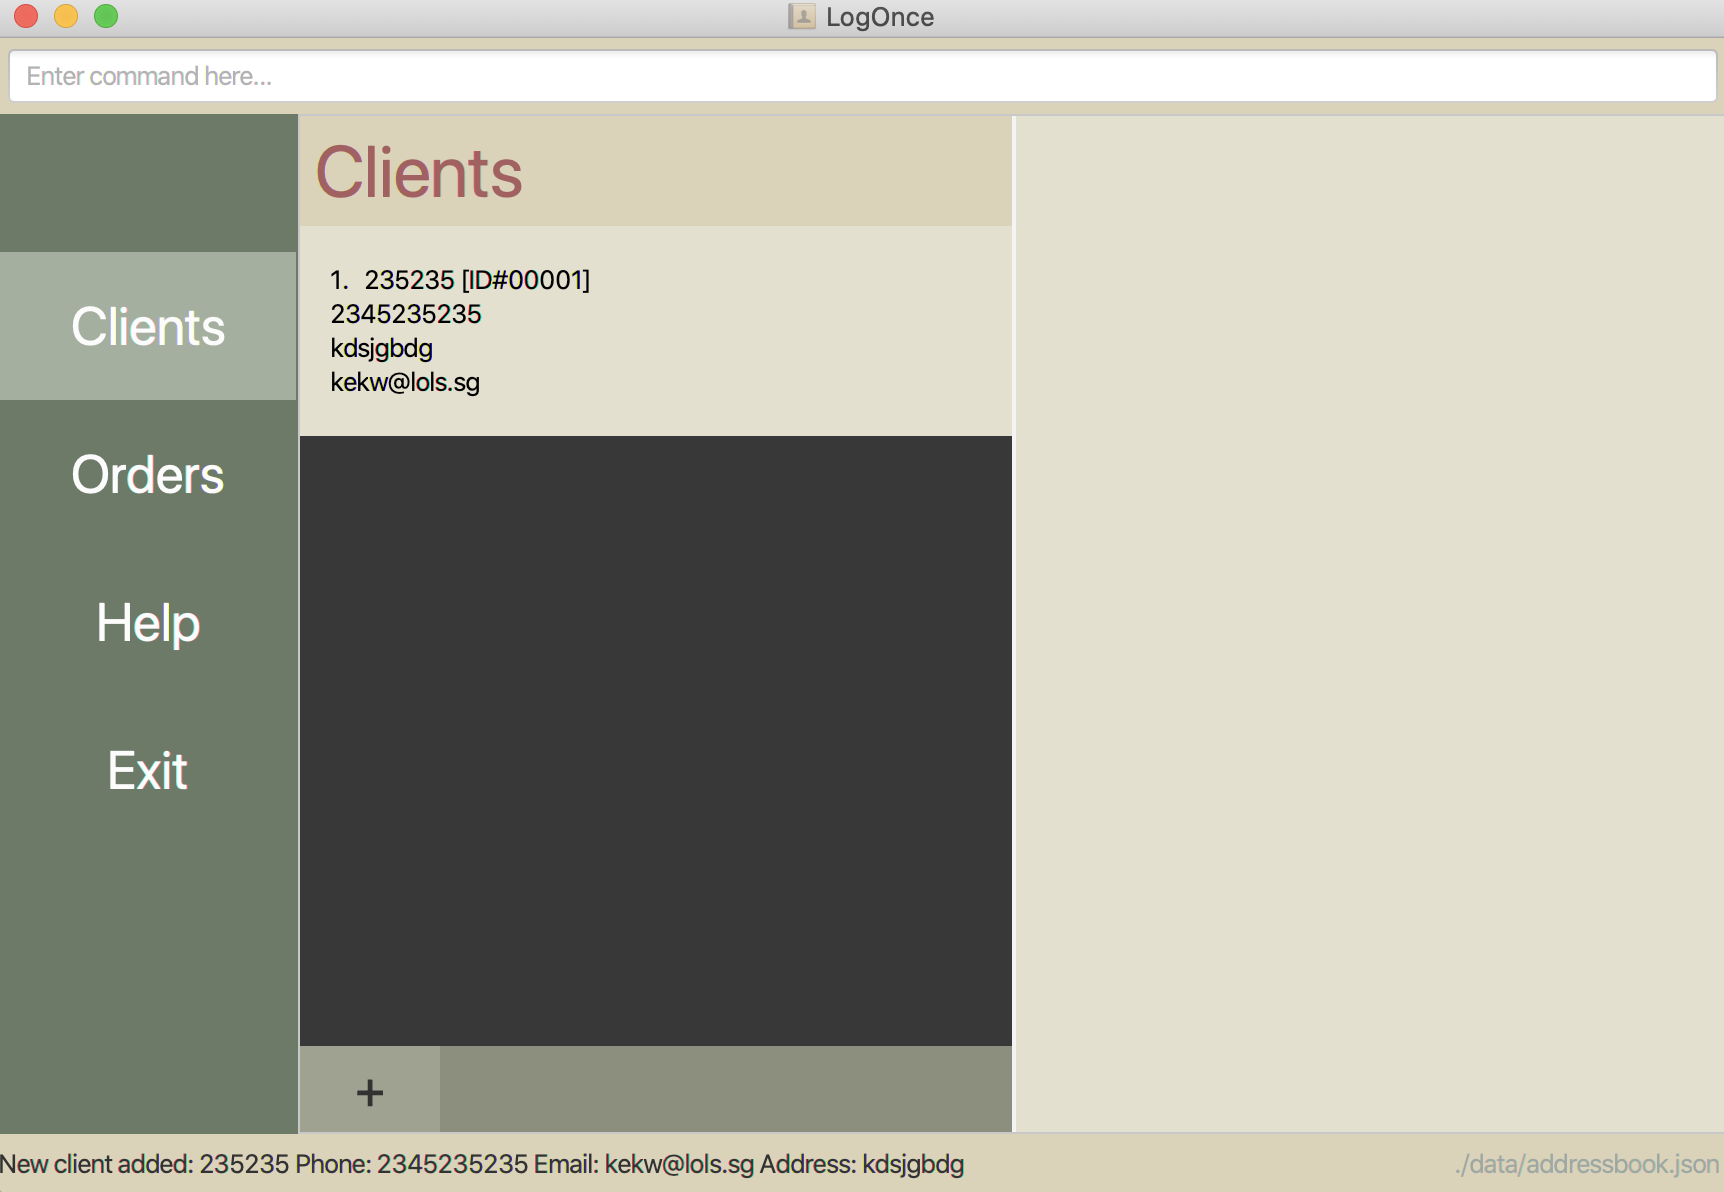 LogOnce
Enter command here...
Clients
Orders
Help
Exit
Clients
1. 235235 [ID#00001]
2345235235
kdsjgbdg
kekw@lols.sg
+
New client added: 235235 Phone: 2345235235 Email: kekw@lols.sg Address: kdsjgbdg
./data/addressbook.json